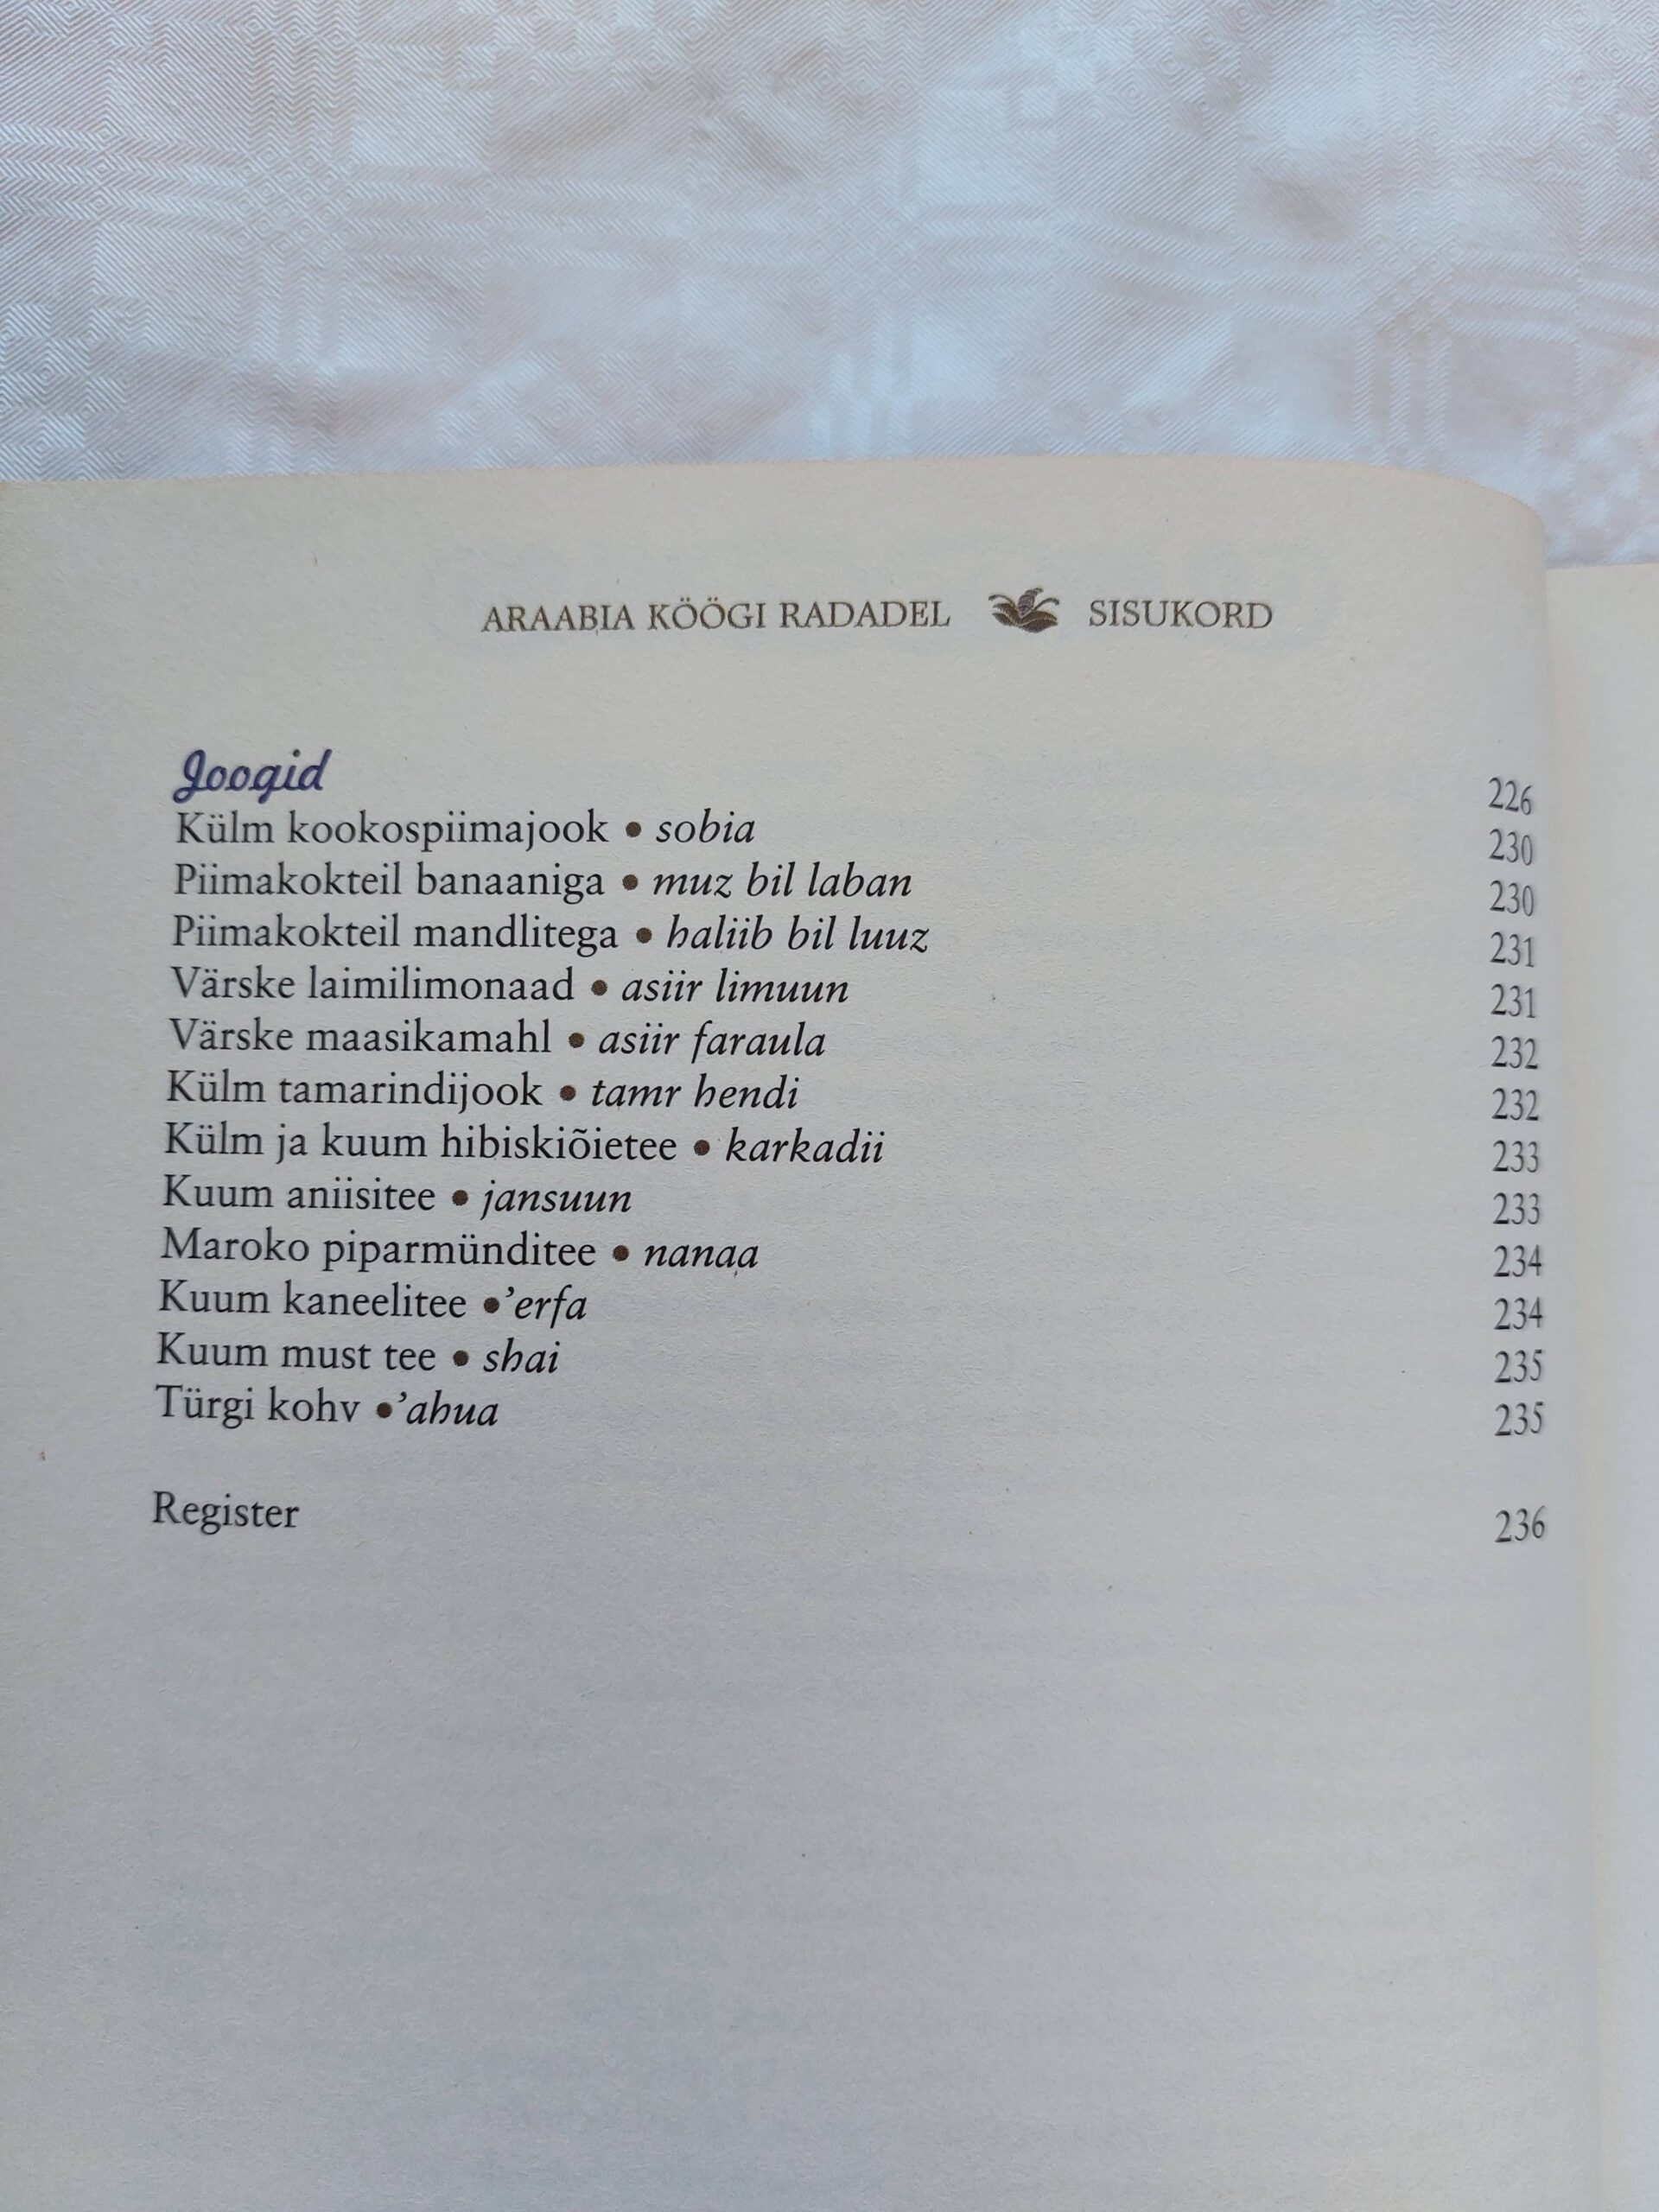 ARAABIA KÖÖGI RADADEL SISUKORD
Joogid 226
Külm kookospiimajook • sobia 230
Piimakokteil banaaniga • muz bil laban 230
Piimakokteil mandlitega • haliib bil luuz 231
Värske laimilimonaad • asiir limuun 231
Värske maasikamahl • asiir faraula 232
Külm tamarindijook • tamr hendi 232
Külm ja kuum hibiskiõietee • karkadii 233
Kuum aniisitee • jansuun 233
Maroko piparmünditee • nanaa 234
Kuum kaneelitee •’erfa 234
Kuum must tee • shai 235
Türgi kohv •’ahua 235
Register 236